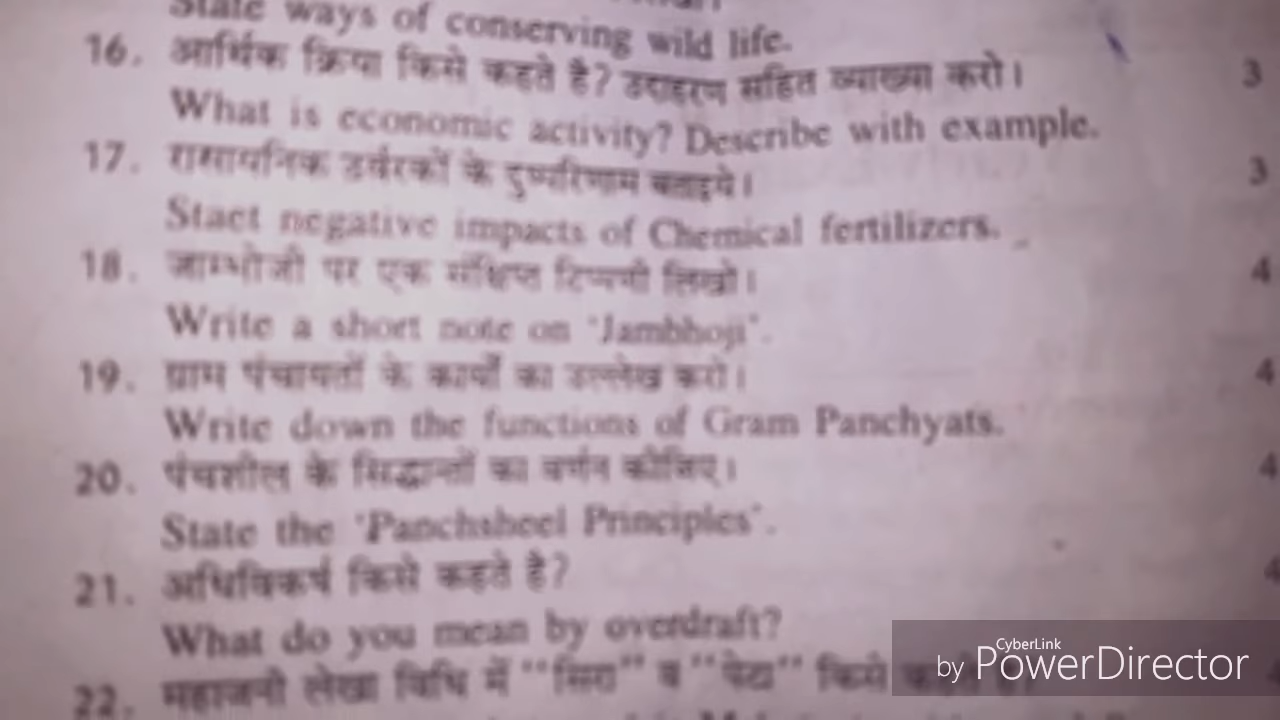 State ways of conserving wild life.
16. आर्थिक क्रिया किसे कहते है? उदाहरण सहित व्याख्या करो। 3
What is economic activity? Describe with example.
17. रासायनिक उर्वरकों के दुष्परिणाम बताइये। 3
Staet negative impacts of Chemical fertilizers.
18. जाम्भोजी पर एक संक्षिप्त टिप्पणी लिखो। 4
Write a short note on 'Jambhoji'.
19. ग्राम पंचायतों के कार्यों का उल्लेख करो। 4
Write down the functions of Gram Panchyats.
20. पंचशील के सिद्धान्तों का वर्णन कीजिए। 4
State the 'Panchsheel Principles'.
21. अधिविकर्ष किसे कहते है? 4
What do you mean by overdraft?
22. महाजनी लेखा विधि में "सिरा" व "पेटा" किसे
by CyberLink PowerDirector